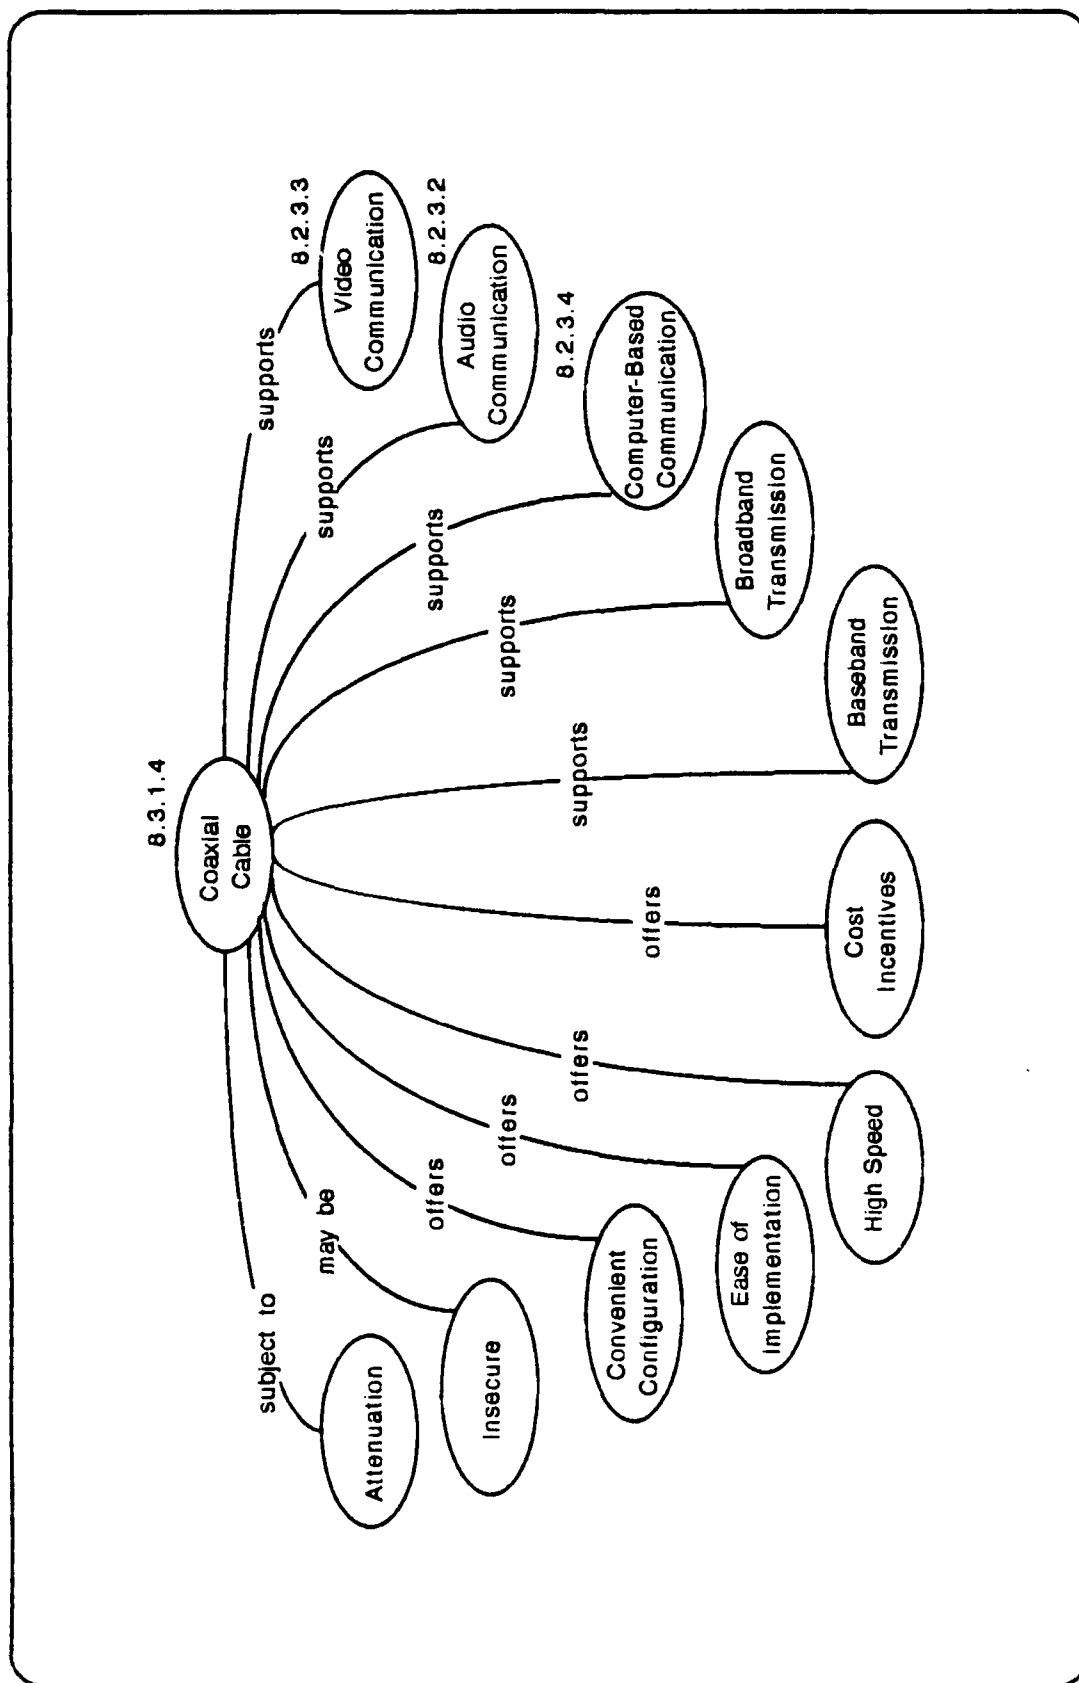 8.3.1.4
Coaxial
Cable
subject to
may be
offers
offers
offers
offers
supports
supports
supports
supports
supports
Attenuation
Insecure
Convenient
Configuration
Ease of
Implementation
High Speed
Cost
Incentives
Baseband
Transmission
Broadband
Transmission
8.2.3.4
Computer-Based
Communication
8.2.3.2
Audio
Communication
8.2.3.3
Video
Communication